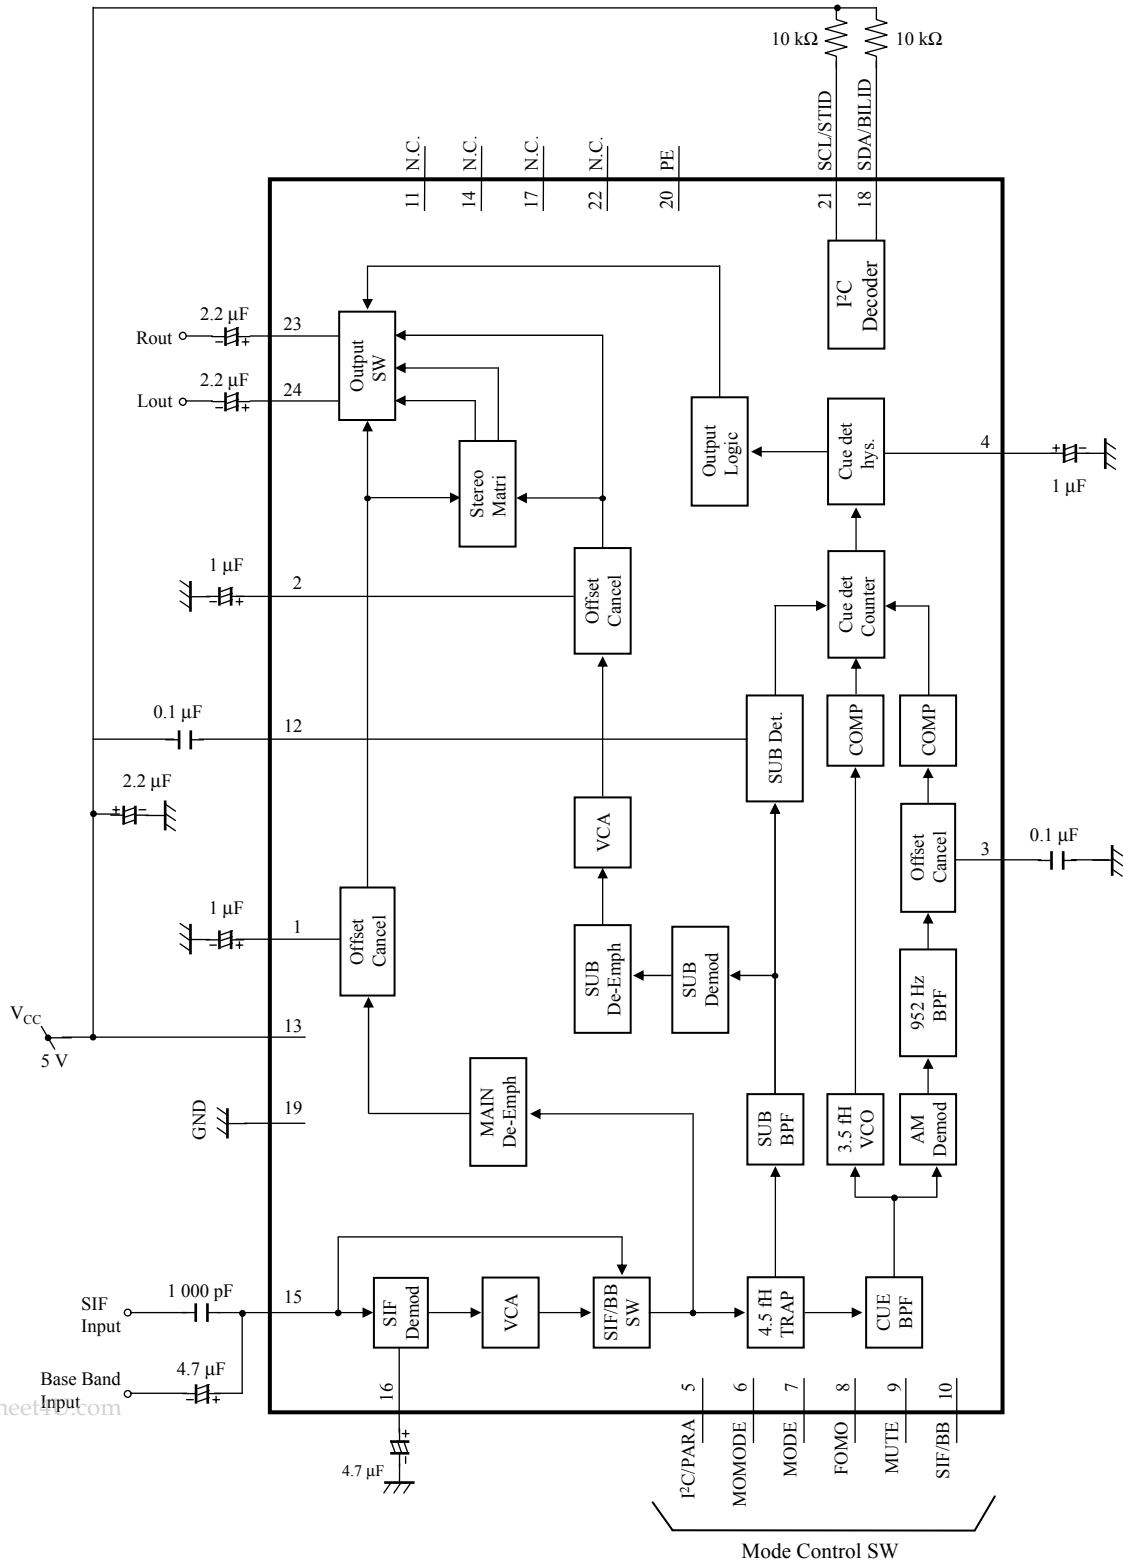 10 kΩ
10 kΩ
SCL/STID
SDA/BILID
11 N.C.
14 N.C.
17 N.C.
22 N.C.
20 PE
21
18
I²C
Decoder
Rout
2.2 µF
23
Lout
2.2 µF
24
Output
SW
Stereo
Matri
Output
Logic
Cue det
hys.
4
1 µF
1 µF
2
Offset
Cancel
Cue det
Counter
0.1 µF
12
SUB Det.
COMP
COMP
2.2 µF
VCA
Offset
Cancel
3
0.1 µF
1 µF
1
Offset
Cancel
SUB
De-Emph
SUB
Demod
952 Hz
BPF
VCC
5 V
13
GND
19
MAIN
De-Emph
SUB
BPF
3.5 fH
VCO
AM
Demod
SIF
Input
1 000 pF
15
SIF
Demod
VCA
SIF/BB
SW
4.5 fH
TRAP
CUE
BPF
Base Band
Input
4.7 µF
heet4U.com
16
4.7 µF
5
I²C/PARA
6
MOMODE
7
MODE
8
FOMO
9
MUTE
10
SIF/BB
Mode Control SW